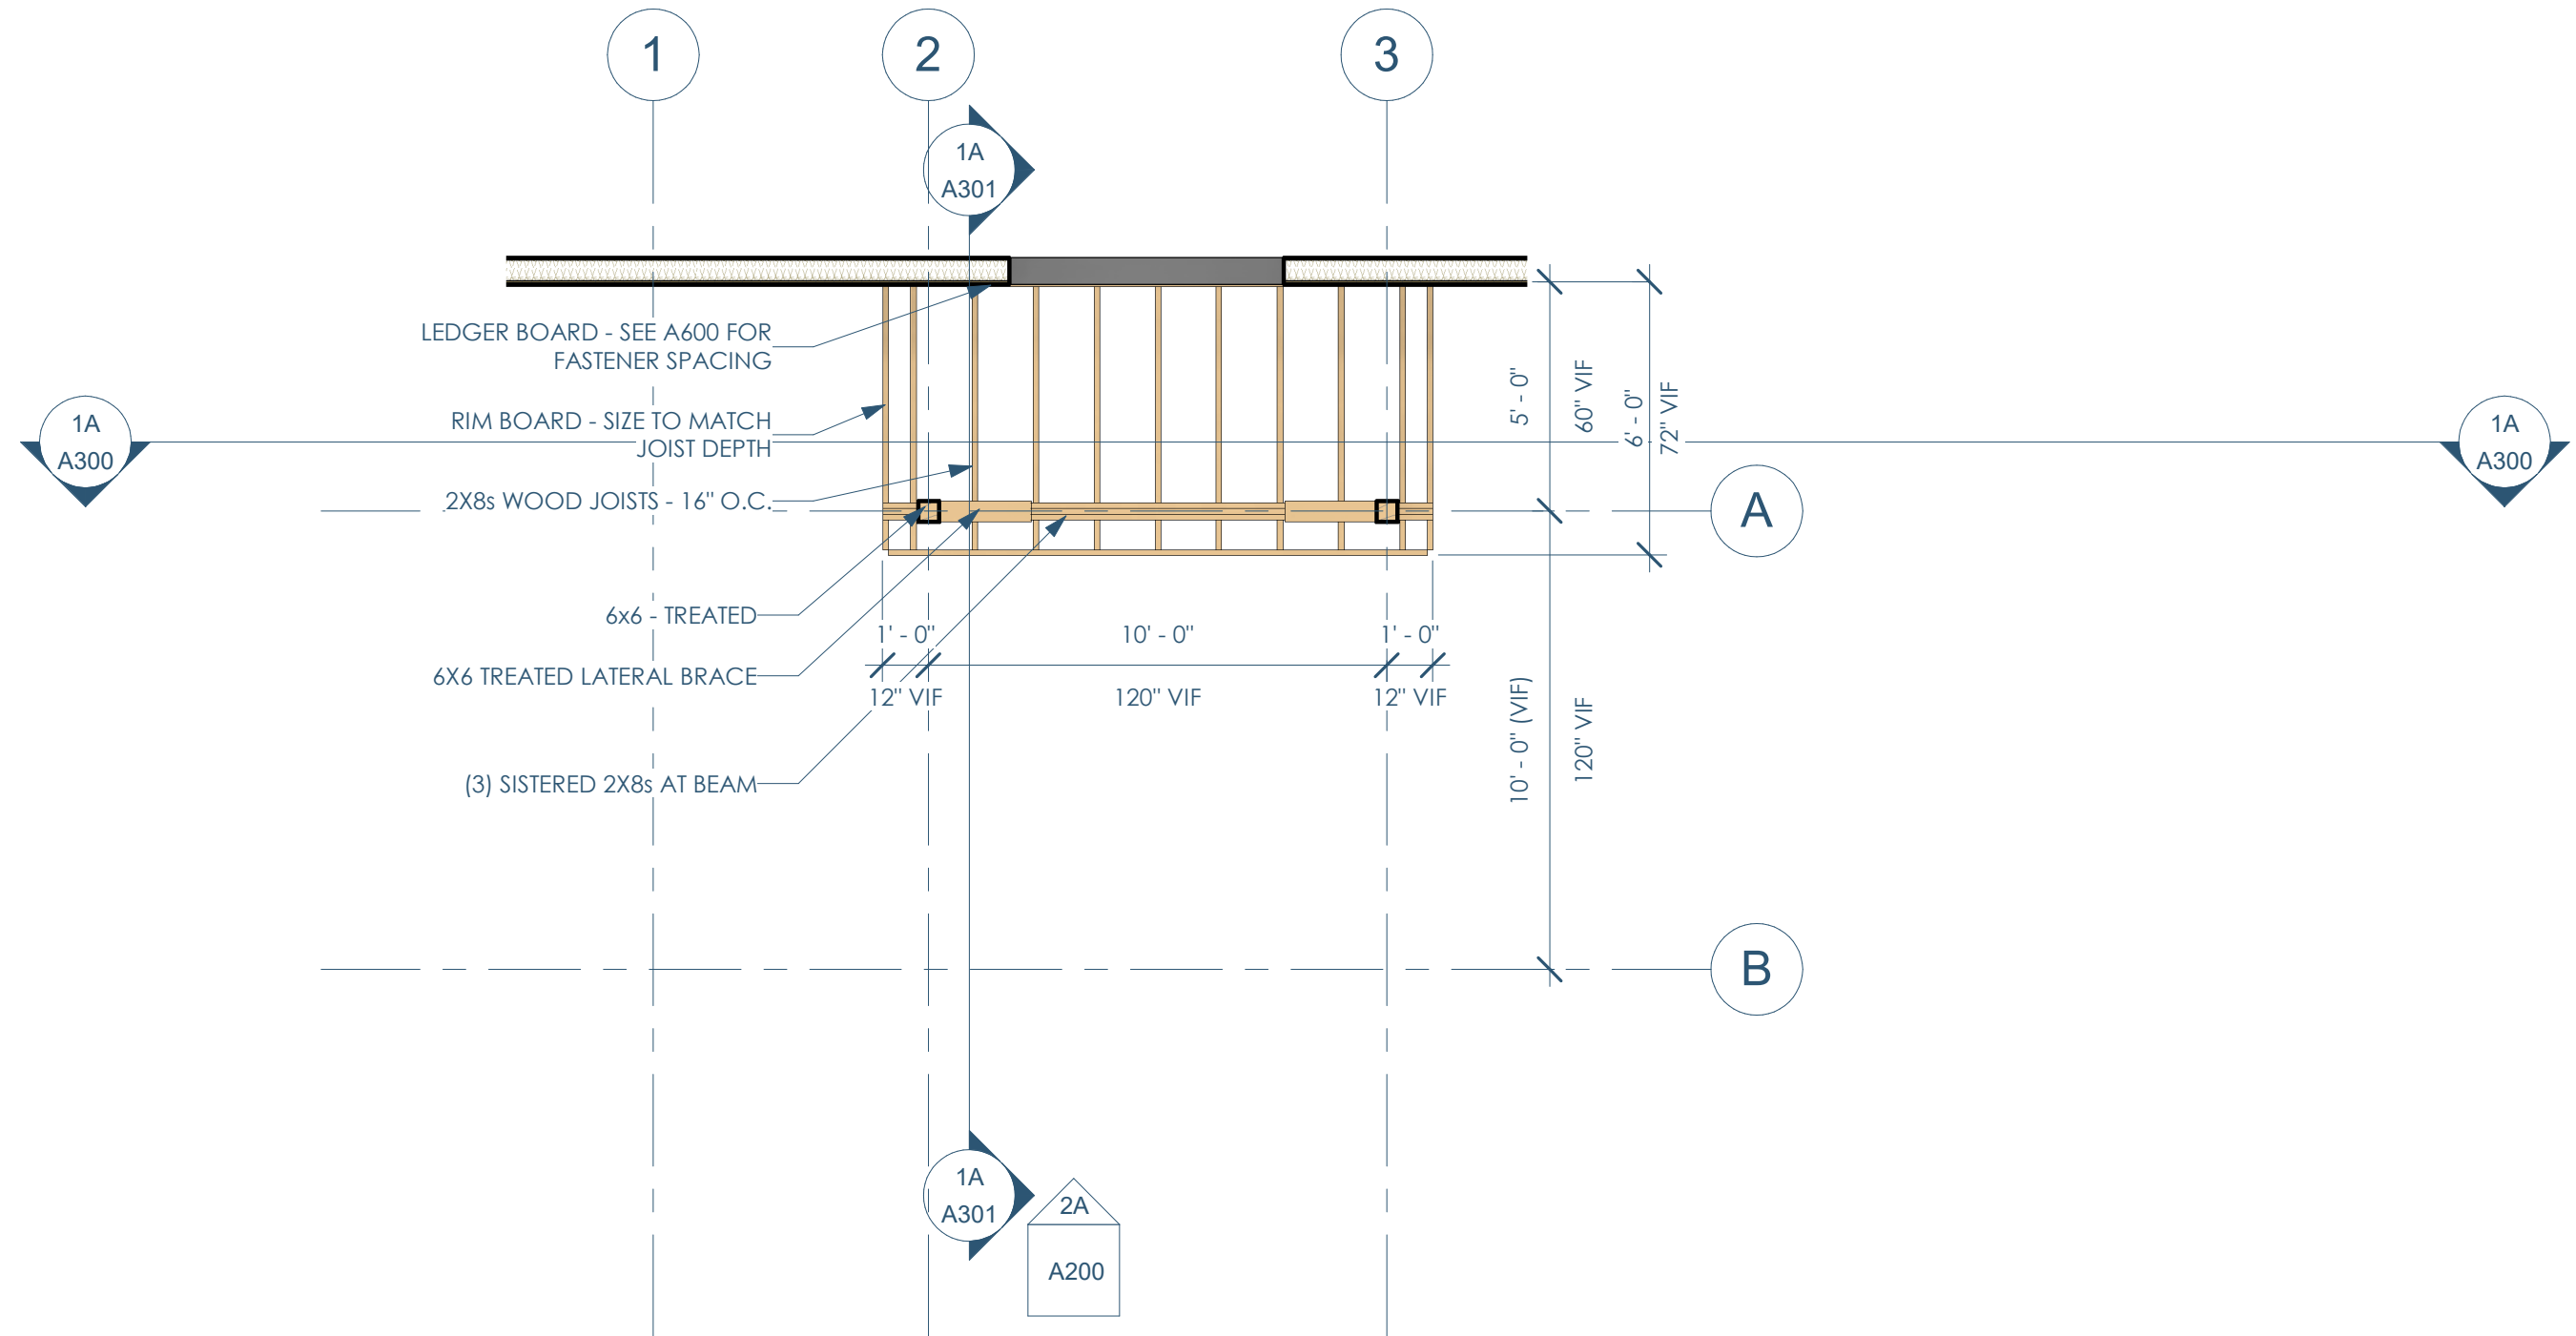 1
2
3
1A
A301
LEDGER BOARD - SEE A600 FOR
FASTENER SPACING
RIM BOARD - SIZE TO MATCH
JOIST DEPTH
2X8s WOOD JOISTS - 16" O.C.
1A
A300
1A
A300
5' - 0"
60" VIF
6' - 0"
72" VIF
A
6x6 - TREATED
6X6 TREATED LATERAL BRACE
(3) SISTERED 2X8s AT BEAM
1' - 0"
10' - 0"
1' - 0"
12" VIF
120" VIF
12" VIF
10' - 0" (VIF)
120" VIF
B
1A
A301
2A
A200